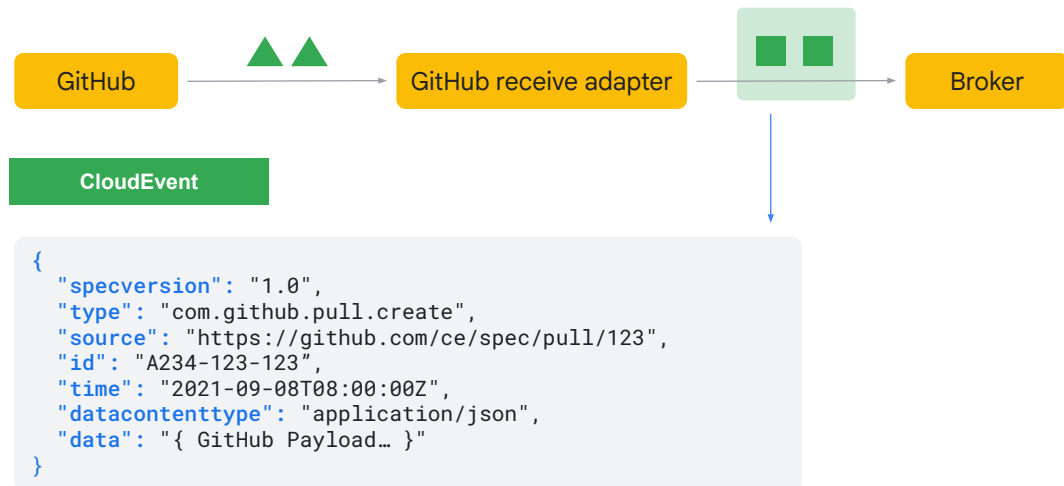 GitHub
GitHub receive adapter
Broker
CloudEvent
{
  "specversion": "1.0",
  "type": "com.github.pull.create",
  "source": "https://github.com/ce/spec/pull/123",
  "id": "A234-123-123”,
  "time": "2021-09-08T08:00:00Z",
  "datacontenttype": "application/json",
  "data": "{ GitHub Payload… }"
}